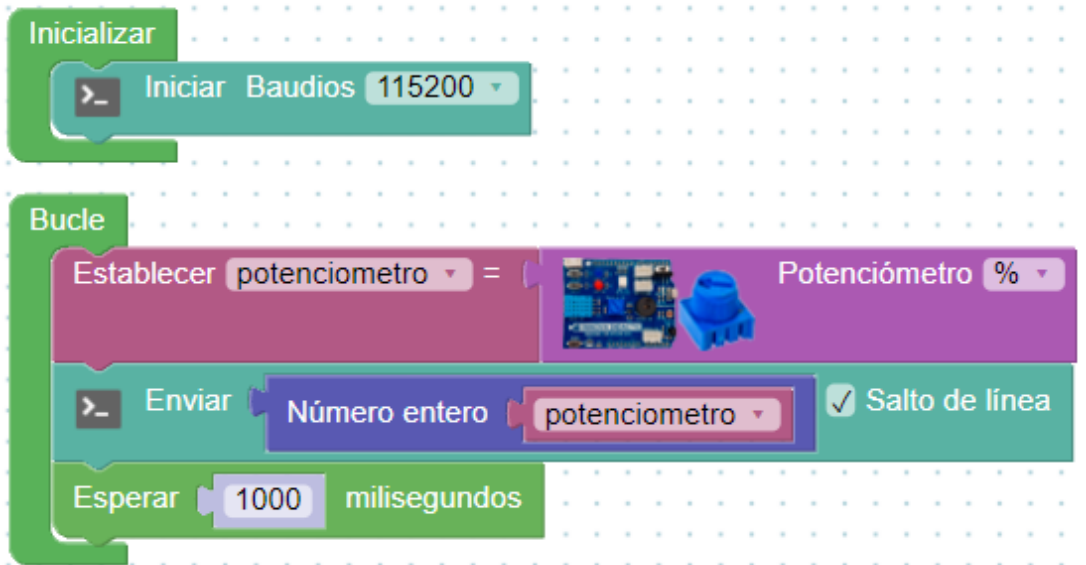 Inicializar
>_ Iniciar Baudios 115200
Bucle
Establecer potenciometro = Potenciómetro %
>_ Enviar Número entero potenciometro ✓ Salto de línea
Esperar 1000 milisegundos